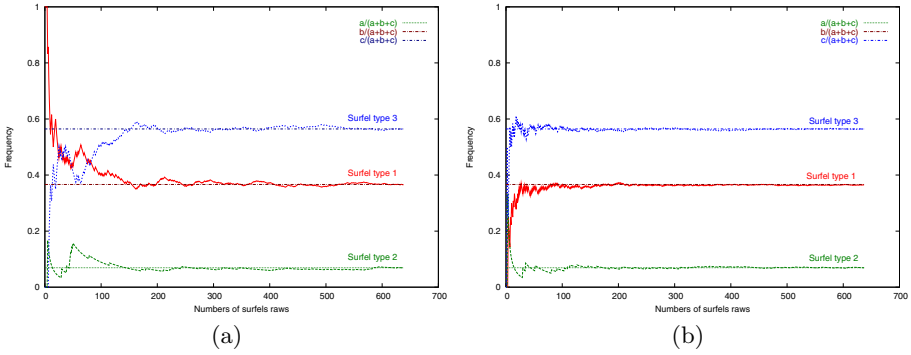 1
0.8
0.6
0.4
0.2
0
Frequency
a/(a+b+c)
b/(a+b+c)
c/(a+b+c)
Surfel type 3
Surfel type 1
Surfel type 2
0 100 200 300 400 500 600 700
Numbers of surfels raws
(a)
1
0.8
0.6
0.4
0.2
0
Frequency
a/(a+b+c)
b/(a+b+c)
c/(a+b+c)
Surfel type 3
Surfel type 1
Surfel type 2
0 100 200 300 400 500 600 700
Numbers of surfels raws
(b)